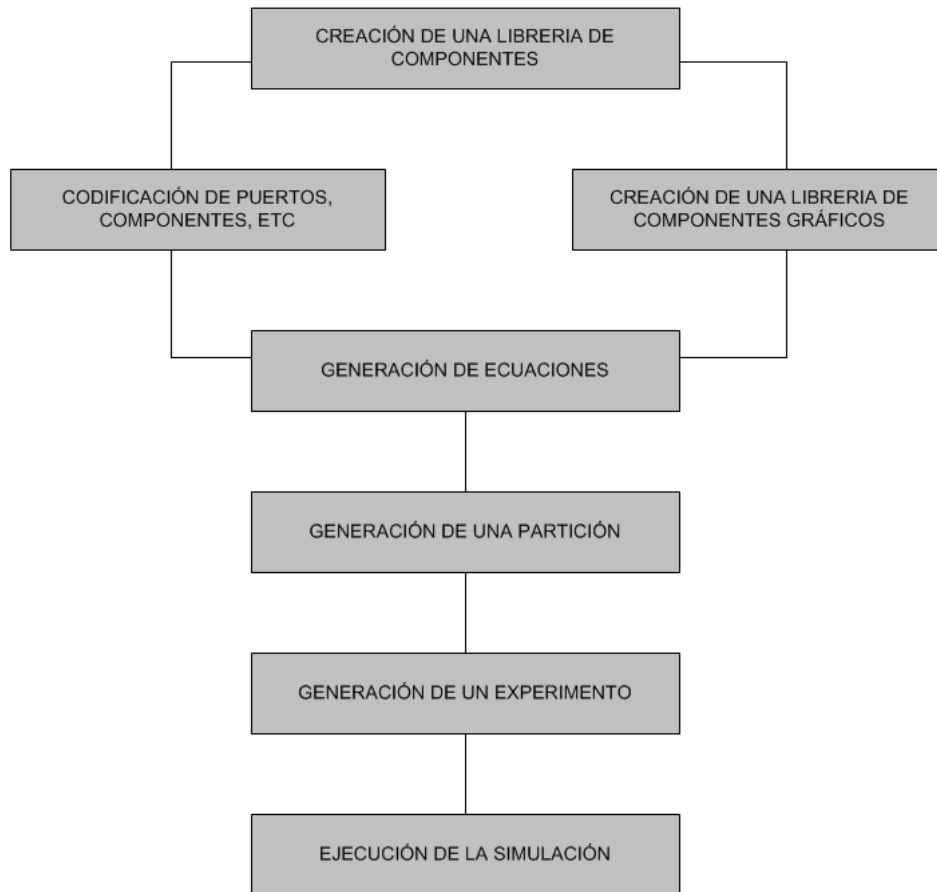 CREACIÓN DE UNA LIBRERIA DE
COMPONENTES
CODIFICACIÓN DE PUERTOS,
COMPONENTES, ETC
CREACIÓN DE UNA LIBRERIA DE
COMPONENTES GRÁFICOS
GENERACIÓN DE ECUACIONES
GENERACIÓN DE UNA PARTICIÓN
GENERACIÓN DE UN EXPERIMENTO
EJECUCIÓN DE LA SIMULACIÓN